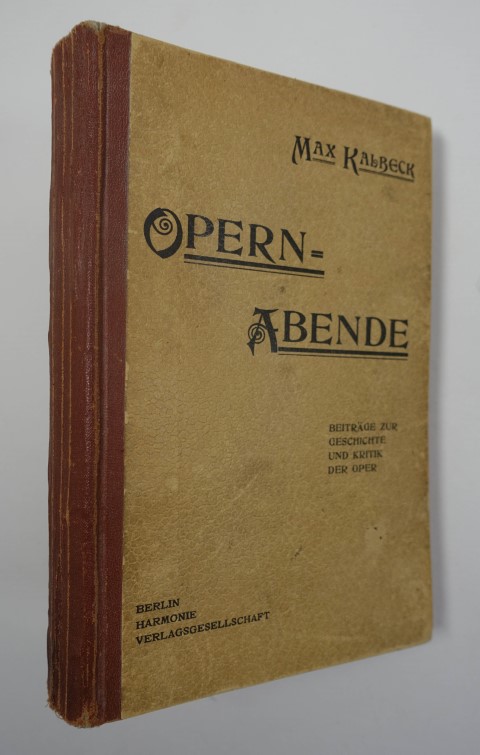 MAX KALBECK
OPERN=
ABENDE
BEITRÄGE ZUR
GESCHICHTE
UND KRITIK
DER OPER
BERLIN
HARMONIE
VERLAGSGESELLSCHAFT